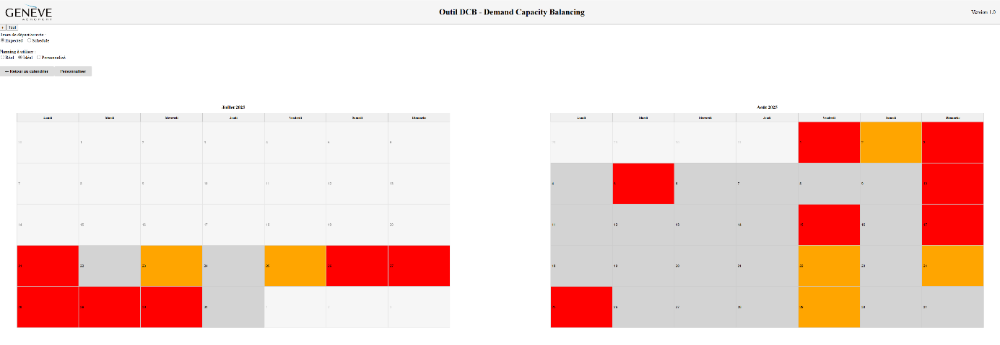 GENEVE
AEROPORT
Outil DCB - Demand Capacity Balancing
Version 1.0
+ Tout
Heure de départ/arrivée :
Expected Schedule
Planning à utiliser :
Réel Idéal Personnalisé
Retour au calendrier Personnaliser
Juillet 2025
Lundi Mardi Mercredi Jeudi Vendredi Samedi Dimanche
30 1 2 3 4 5 6
7 8 9 10 11 12 13
14 15 16 17 18 19 20
21 22 23 24 25 26 27
28 29 30 31 1 2 3
Août 2025
Lundi Mardi Mercredi Jeudi Vendredi Samedi Dimanche
28 29 30 31 1 2 3
4 5 6 7 8 9 10
11 12 13 14 15 16 17
18 19 20 21 22 23 24
25 26 27 28 29 30 31